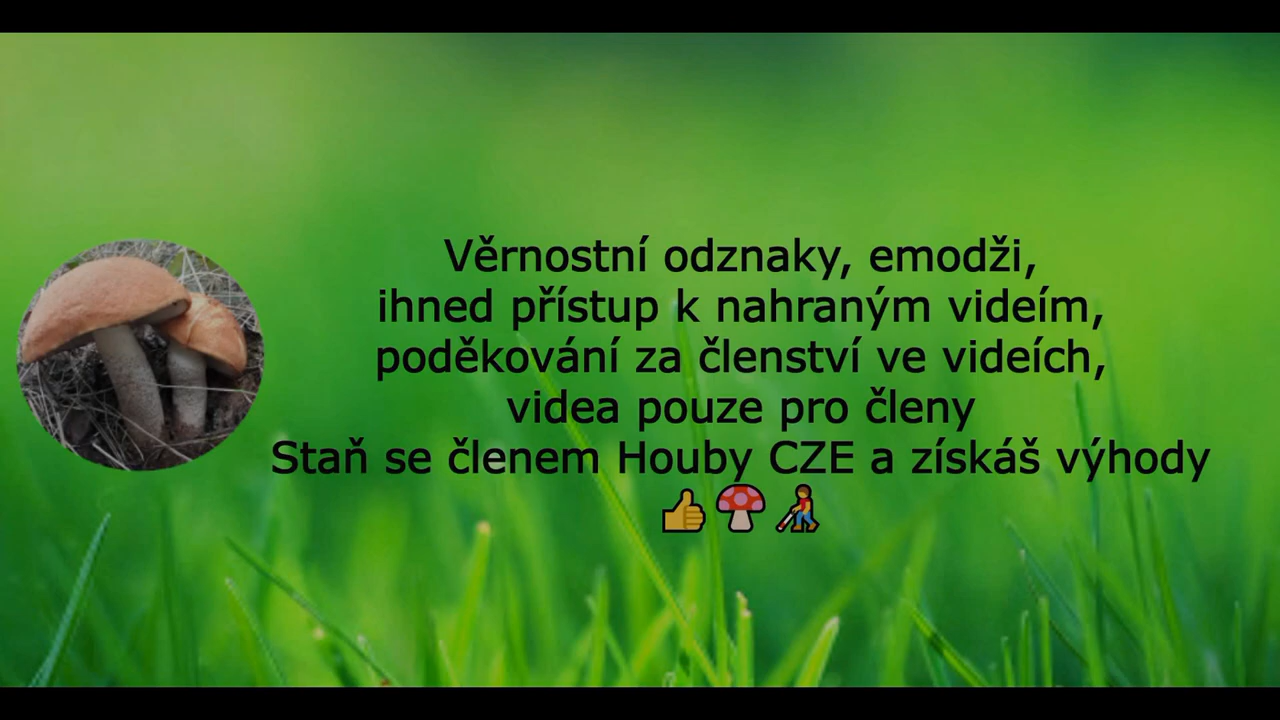 Věrnostní odznaky, emodži,
ihned přístup k nahraným videím,
poděkování za členství ve videích,
videa pouze pro členy
Staň se členem Houby CZE a získáš výhody
👍🍄👨‍🦯